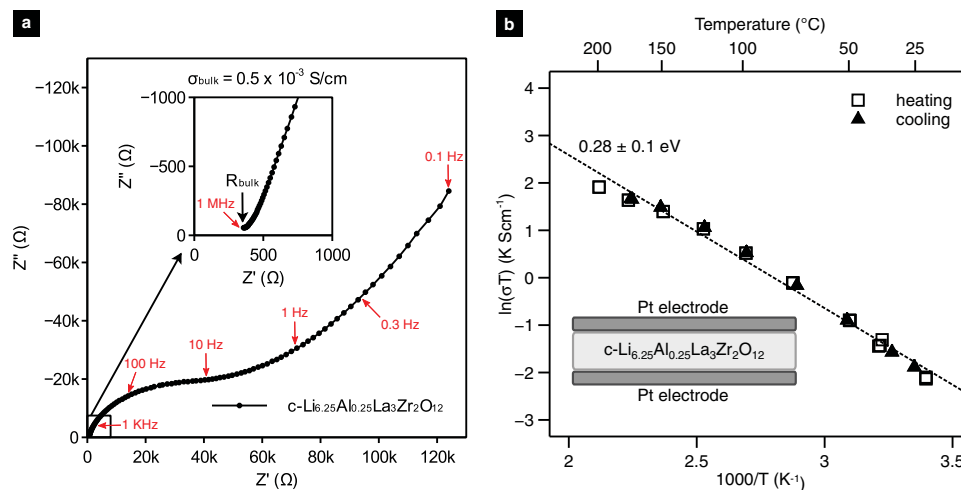 a
−120k
−100k
−80k
−60k
−40k
−20k
0
Z'' (Ω)
0
20k
40k
60k
80k
100k
120k
Z' (Ω)
σbulk = 0.5 x 10⁻³ S/cm
−1000
−500
0
Z'' (Ω)
0
500
1000
Z' (Ω)
Rbulk
1 MHz
0.1 Hz
0.3 Hz
1 Hz
10 Hz
100 Hz
1 KHz
c-Li₆.₂₅Al₀.₂₅La₃Zr₂O₁₂
b
Temperature (°C)
200
150
100
50
25
heating
cooling
0.28 ± 0.1 eV
4
3
2
1
0
−1
−2
−3
ln(σT) (K Scm⁻¹)
Pt electrode
c-Li₆.₂₅Al₀.₂₅La₃Zr₂O₁₂
Pt electrode
2
2.5
3
3.5
1000/T (K⁻¹)